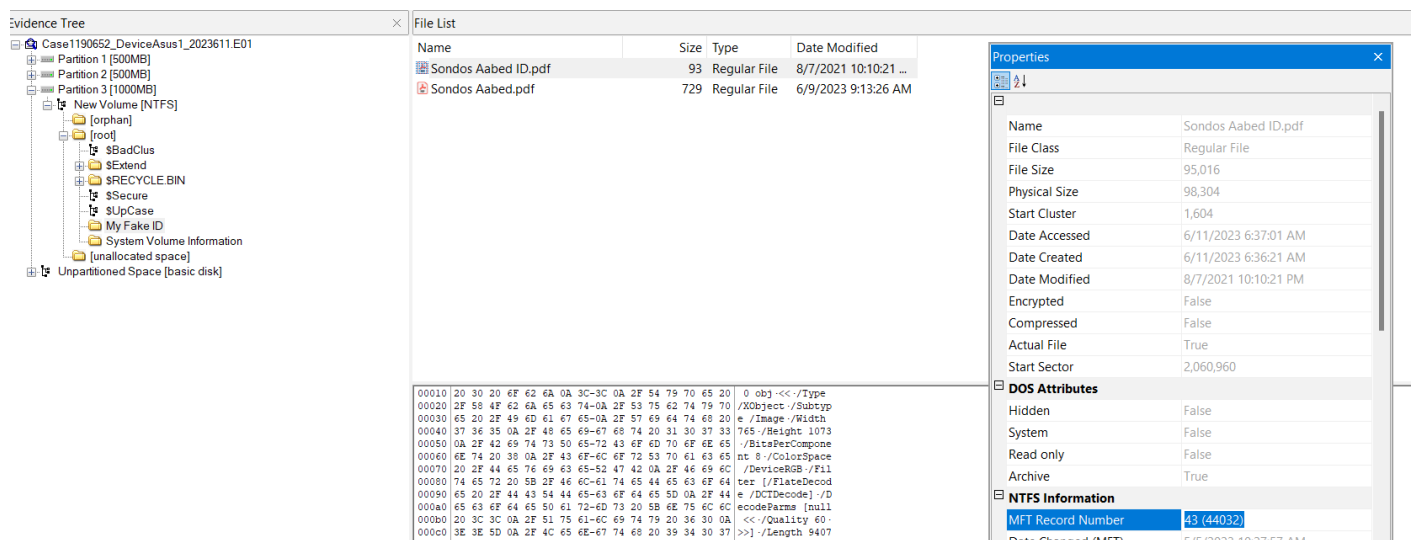 Evidence Tree
Case1190652_DeviceAsus1_2023611.E01
Partition 1 [500MB]
Partition 2 [500MB]
Partition 3 [1000MB]
New Volume [NTFS]
[orphan]
[root]
$BadClus
$Extend
$RECYCLE.BIN
$Secure
$UpCase
My Fake ID
System Volume Information
[unallocated space]
Unpartitioned Space [basic disk]
File List
Name Size Type Date Modified
Sondos Aabed ID.pdf 93 Regular File 8/7/2021 10:10:21 ...
Sondos Aabed.pdf 729 Regular File 6/9/2023 9:13:26 AM
00010 20 30 20 6F 62 6A 0A 3C-3C 0A 2F 54 79 70 65 20 0 obj·<<·/Type
00020 2F 58 4F 62 6A 65 63 74-0A 2F 53 75 62 74 79 70 /XObject·/Subtyp
00030 65 20 2F 49 6D 61 67 65-0A 2F 57 69 64 74 68 20 e /Image·/Width
00040 37 36 35 0A 2F 48 65 69-67 68 74 20 31 30 37 33 765·/Height 1073
00050 0A 2F 42 69 74 73 50 65-72 43 6F 6D 70 6F 6E 65 ·/BitsPerCompone
00060 6E 74 20 38 0A 2F 43 6F-6C 6F 72 53 70 61 63 65 nt 8·/ColorSpace
00070 20 2F 44 65 76 69 63 65-52 47 42 0A 2F 46 69 6C /DeviceRGB·/Fil
00080 74 65 72 20 5B 2F 46 6C-61 74 65 44 65 63 6F 64 ter [/FlateDecod
00090 65 20 2F 44 43 54 44 65-63 6F 64 65 5D 0A 2F 44 e /DCTDecode]·/D
000a0 65 63 6F 64 65 50 61 72-6D 73 20 5B 6E 75 6C 6C ecodeParms [null
000b0 20 3C 3C 0A 2F 51 75 61-6C 69 74 79 20 36 30 0A <<·/Quality 60·
000c0 3E 3E 5D 0A 2F 4C 65 6E-67 74 68 20 39 34 30 37 >>]·/Length 9407
Properties
Name Sondos Aabed ID.pdf
File Class Regular File
File Size 95,016
Physical Size 98,304
Start Cluster 1,604
Date Accessed 6/11/2023 6:37:01 AM
Date Created 6/11/2023 6:36:21 AM
Date Modified 8/7/2021 10:10:21 PM
Encrypted False
Compressed False
Actual File True
Start Sector 2,060,960
DOS Attributes
Hidden False
System False
Read only False
Archive True
NTFS Information
MFT Record Number 43 (44032)